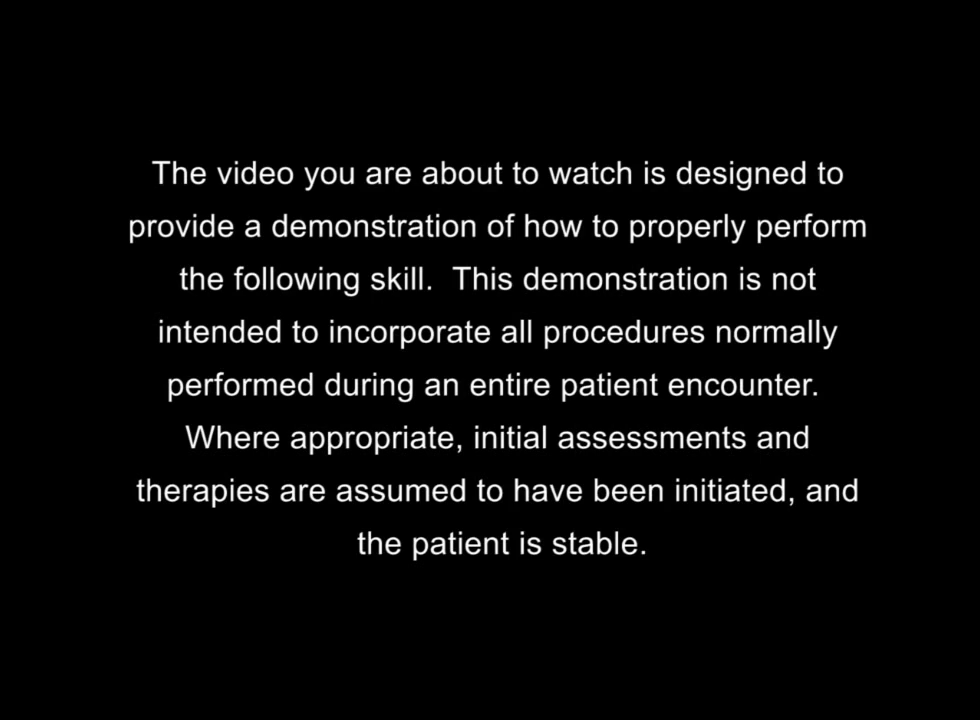 The video you are about to watch is designed to
provide a demonstration of how to properly perform
the following skill.  This demonstration is not
intended to incorporate all procedures normally
performed during an entire patient encounter.
Where appropriate, initial assessments and
therapies are assumed to have been initiated, and
the patient is stable.